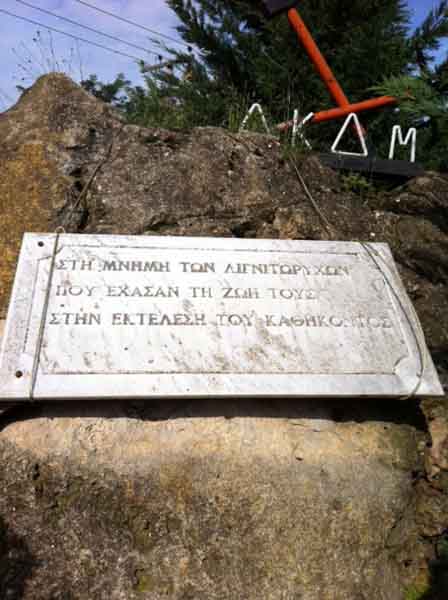 ΛΚΔΜ
ΣΤΗ ΜΝΗΜΗ ΤΩΝ ΛΙΓΝΙΤΩΡΥΧΩΝ
ΠΟΥ ΕΧΑΣΑΝ ΤΗ ΖΩΗ ΤΟΥΣ
ΣΤΗΝ ΕΚΤΕΛΕΣΗ ΤΟΥ ΚΑΘΗΚΟΝΤΟΣ